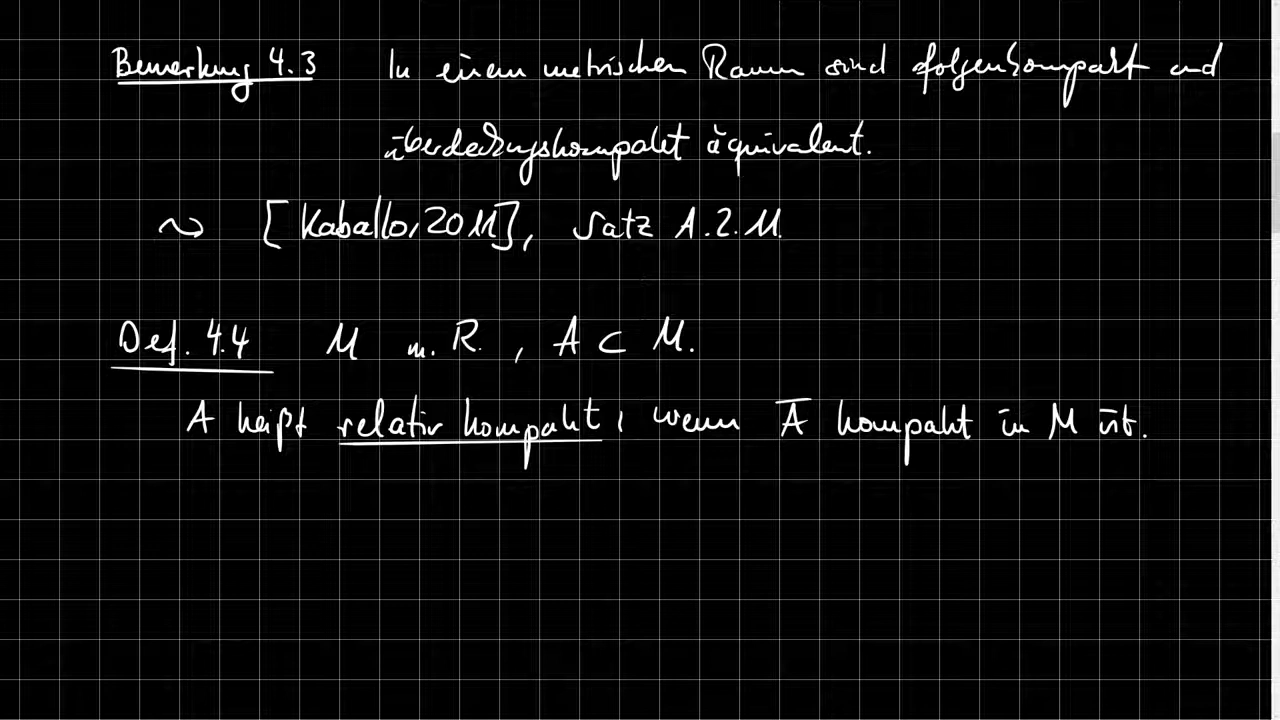 Bemerkung 4.3 In einem metrischen Raum sind folgenkompakt und
überdeckungskompakt äquivalent.
↝ [Kaballo, 2011], Satz A.2.11.
Def. 4.4 M m. R. , A ⊂ M.
A heißt relativ kompakt, wenn A̅ kompakt in M ist.